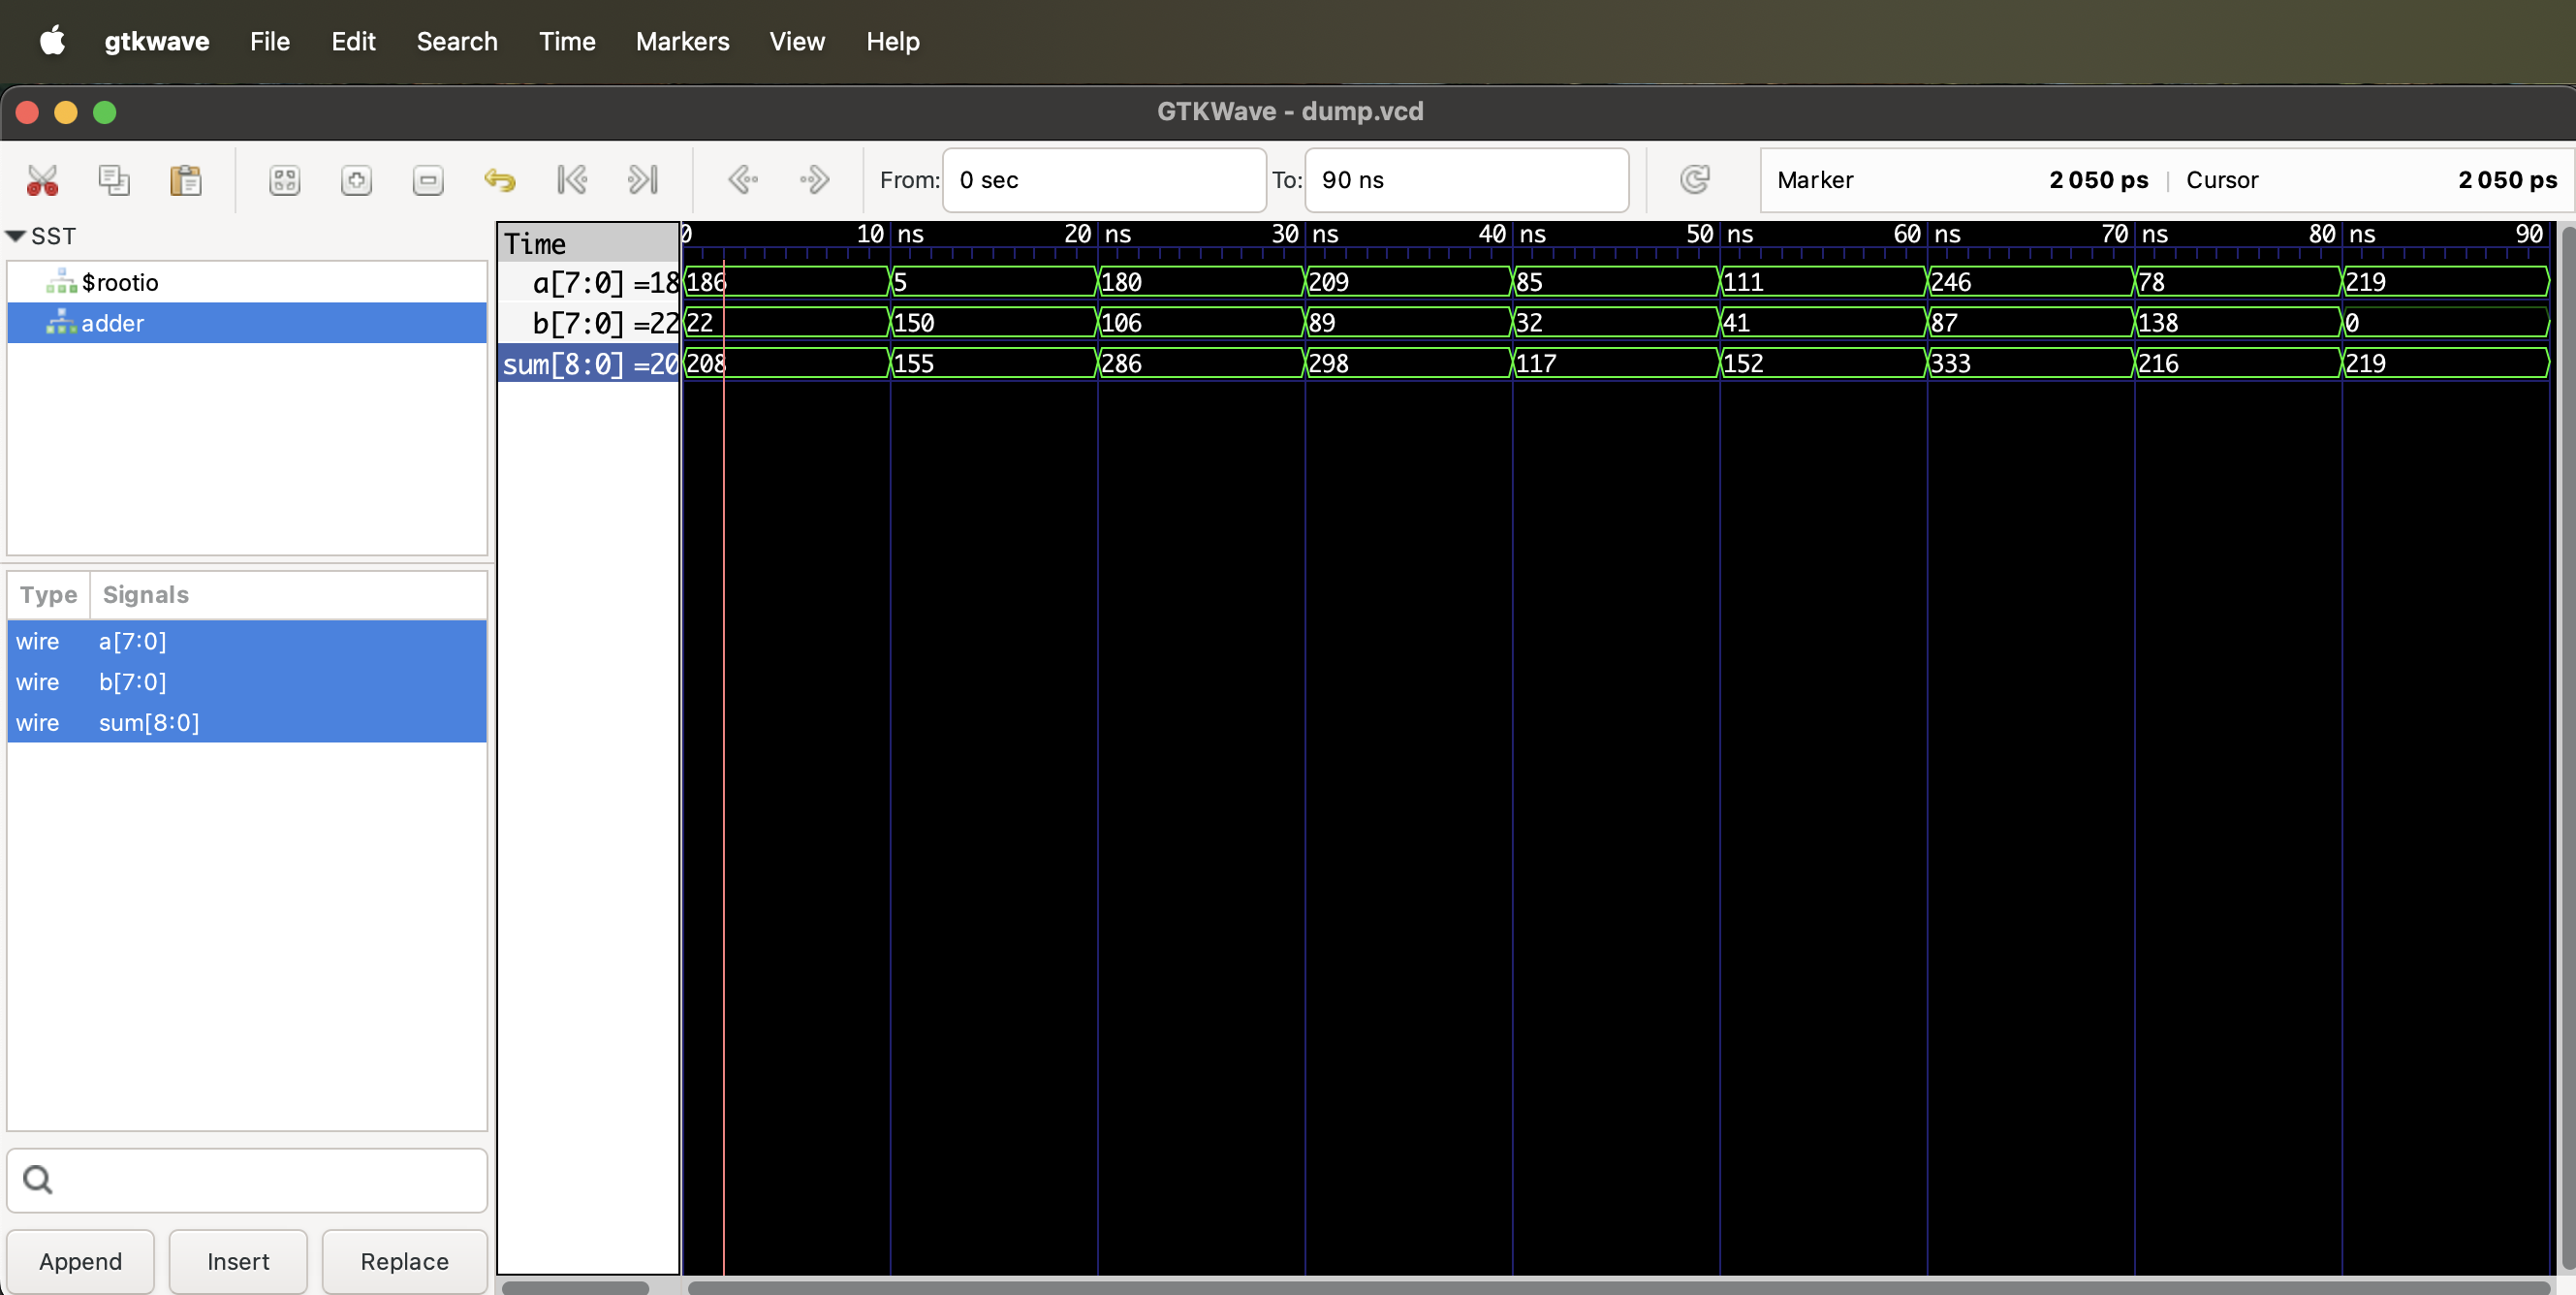 gtkwave File Edit Search Time Markers View Help
GTKWave - dump.vcd
From: 0 sec To: 90 ns Marker 2 050 ps | Cursor 2 050 ps
SST
$rootio
adder
Type Signals
wire a[7:0]
wire b[7:0]
wire sum[8:0]
Append Insert Replace
Time 0 10 ns 20 ns 30 ns 40 ns 50 ns 60 ns 70 ns 80 ns 90
a[7:0] =18 186 5 180 209 85 111 246 78 219
b[7:0] =22 22 150 106 89 32 41 87 138 0
sum[8:0] =20 208 155 286 298 117 152 333 216 219